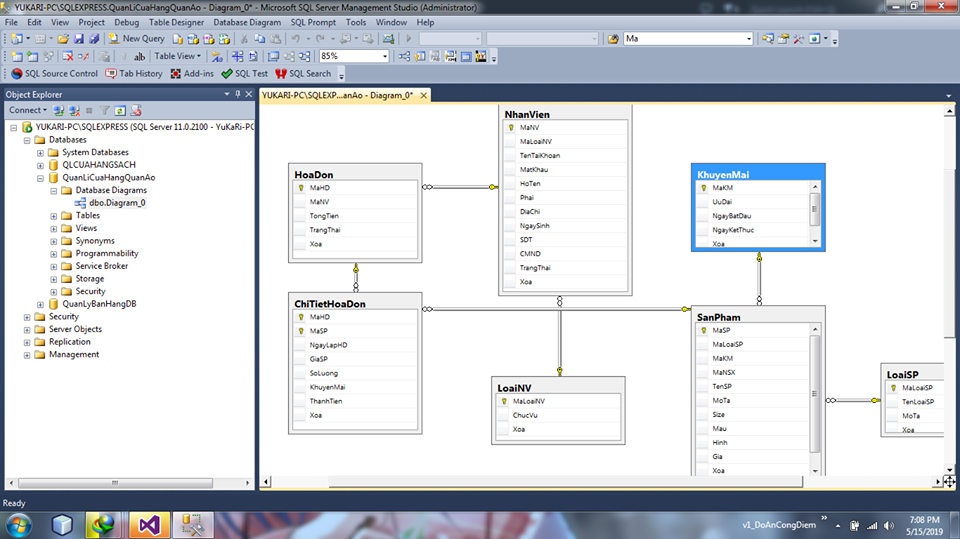 YUKARI-PC\SQLEXPRESS.QuanLiCuaHangQuanAo - Diagram_0* - Microsoft SQL Server Management Studio (Administrator)
File Edit View Project Debug Table Designer Database Diagram SQL Prompt Tools Window Help
New Query Ma
Table View 85%
SQL Source Control Tab History Add-ins SQL Test SQL Search
Object Explorer
Connect
YUKARI-PC\SQLEXPRESS (SQL Server 11.0.2100 - YuKaRi-PC
Databases
System Databases
QLCUAHANGSACH
QuanLiCuaHangQuanAo
Database Diagrams
dbo.Diagram_0
Tables
Views
Synonyms
Programmability
Service Broker
Storage
Security
QuanLyBanHangDB
Security
Server Objects
Replication
Management
YUKARI-PC\SQLEXP...anAo - Diagram_0*
NhanVien
MaNV
MaLoaiNV
TenTaiKhoan
MatKhau
HoTen
Phai
DiaChi
NgaySinh
SDT
CMND
TrangThai
Xoa
HoaDon
MaHD
MaNV
TongTien
TrangThai
Xoa
KhuyenMai
MaKM
UuDai
NgayBatDau
NgayKetThuc
Xoa
ChiTietHoaDon
MaHD
MaSP
NgayLapHD
GiaSP
SoLuong
KhuyenMai
ThanhTien
Xoa
LoaiNV
MaLoaiNV
ChucVu
Xoa
SanPham
MaSP
MaLoaiSP
MaKM
MaNSX
TenSP
MoTa
Size
Mau
Hinh
Gia
Xoa
LoaiSP
MaLoaiSP
TenLoaiSP
MoTa
Xoa
Ready
v1_DoAnCongDiem
7:08 PM
5/15/2019